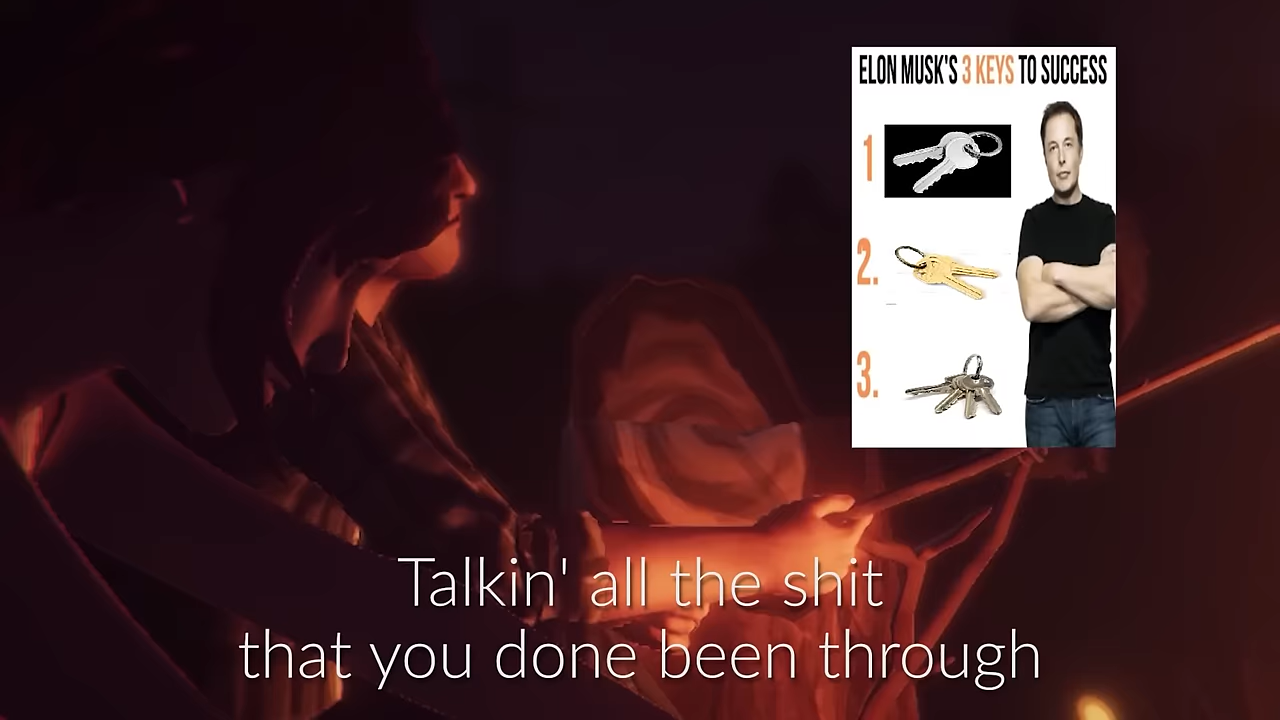 ELON MUSK'S 3 KEYS TO SUCCESS
1
2.
3.
Talkin' all the shit
that you done been through